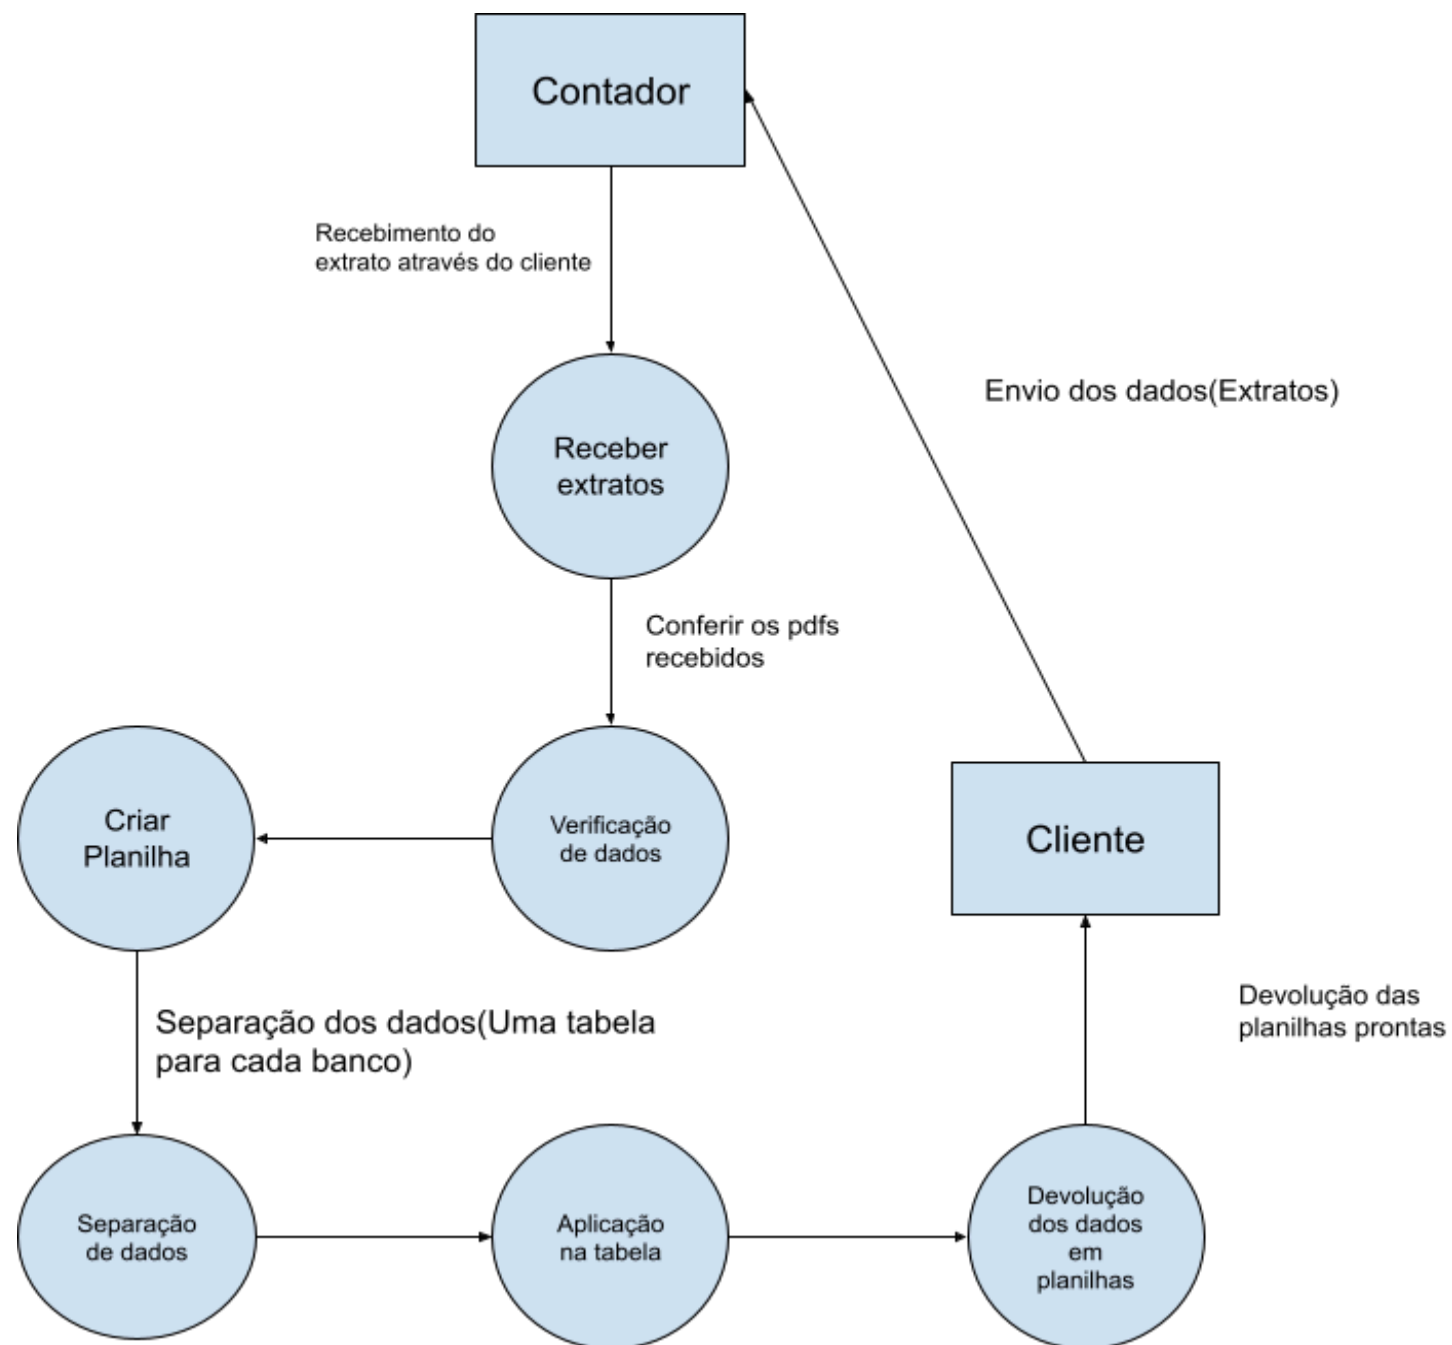 Contador
Recebimento do
extrato através do cliente
Receber
extratos
Envio dos dados(Extratos)
Conferir os pdfs
recebidos
Criar
Planilha
Verificação
de dados
Cliente
Separação dos dados(Uma tabela
para cada banco)
Devolução das
planilhas prontas
Separação
de dados
Aplicação
na tabela
Devolução
dos dados
em
planilhas